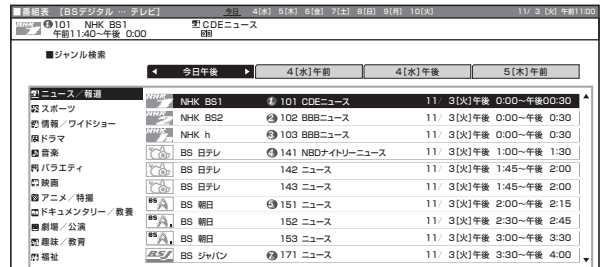 ■番組表 [BSデジタル … テレビ] 今日 4[水] 5[木] 6[金] 7[土] 8[日] 9[月] 10[火] 11/ 3 [火] 午前11:00
①101 NHK BS1 CDEニュース
午前11:40~午後 0:00
■ジャンル検索
◀ 今日午後 ▶ 4[水]午前 4[水]午後 5[木]午前
ニュース/報道
スポーツ
情報/ワイドショー
ドラマ
音楽
バラエティ
映画
アニメ/特撮
ドキュメンタリー/教養
劇場/公演
趣味/教育
福祉
NHK BS1 ① 101 CDEニュース 11/ 3[火]午後 0:00~午後00:30
NHK BS2 ② 102 BBBニュース 11/ 3[火]午後 0:00~午後 0:30
NHK h ③ 103 BBBニュース 11/ 3[火]午後 0:00~午後 0:30
BS 日テレ ④ 141 NBDナイトリーニュース 11/ 3[火]午後 1:00~午後 1:30
BS 日テレ 142 ニュース 11/ 3[火]午後 1:45~午後 2:00
BS 日テレ 143 ニュース 11/ 3[火]午後 1:45~午後 2:00
BS 朝日 ⑤ 151 ニュース 11/ 3[火]午後 2:00~午後 2:15
BS 朝日 152 ニュース 11/ 3[火]午後 2:30~午後 2:45
BS 朝日 153 ニュース 11/ 3[火]午後 3:00~午後 3:30
BS ジャパン ⑦ 171 ニュース 11/ 3[火]午後 3:30~午後 4:00